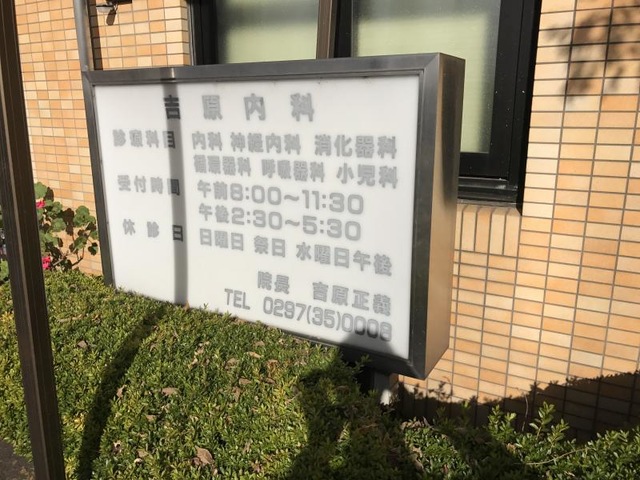 吉原内科
診療科目 内科 神経内科 消化器科
循環器科 呼吸器科 小児科
受付時間 午前8:00〜11:30
午後2:30〜5:30
休診日 日曜日 祭日 水曜日午後
院長 吉原正義
TEL 0297(35)0008